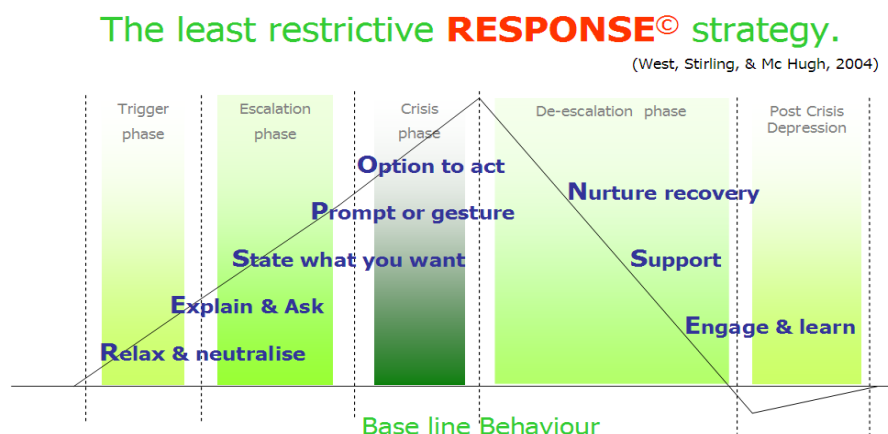 The least restrictive RESPONSE© strategy.
(West, Stirling, & Mc Hugh, 2004)
Trigger
phase
Escalation
phase
Crisis
phase
De-escalation phase
Post Crisis
Depression
Option to act
Prompt or gesture
State what you want
Explain & Ask
Relax & neutralise
Nurture recovery
Support
Engage & learn
Base line Behaviour